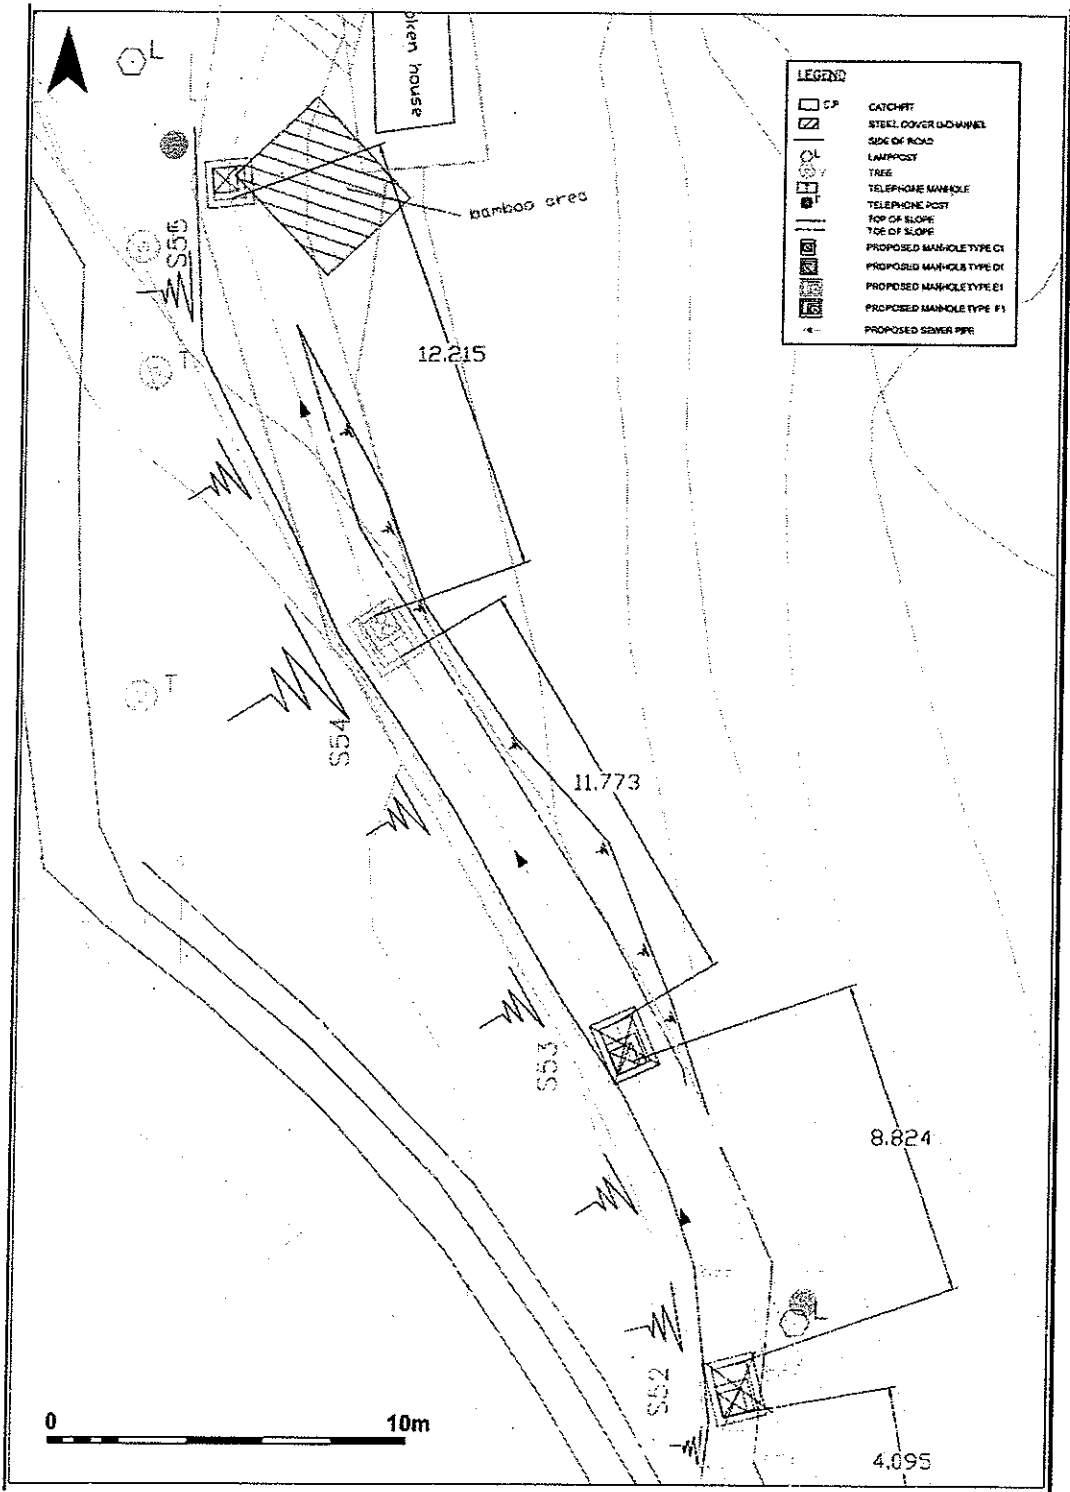 L
oken house
LEGEND
C.P CATCHPIT
STEEL COVER U-CHANNEL
SIDE OF ROAD
L LAMPPOST
TREE
T TELEPHONE MANHOLE
TELEPHONE POST
TOP OF SLOPE
TOE OF SLOPE
PROPOSED MANHOLE TYPE C1
PROPOSED MANHOLE TYPE D1
PROPOSED MANHOLE TYPE E1
PROPOSED MANHOLE TYPE F1
PROPOSED SEWER PIPE
bamboo area
S55
12.215
T
T
S54
11.773
S53
8.824
L
S52
0 10m
4.095